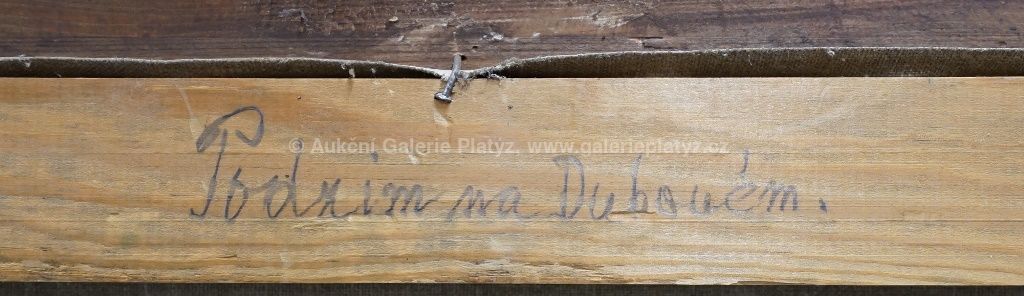 © Aukční Galerie Platýz, www.galerieplatyz.cz
Podzim na Dubovém.